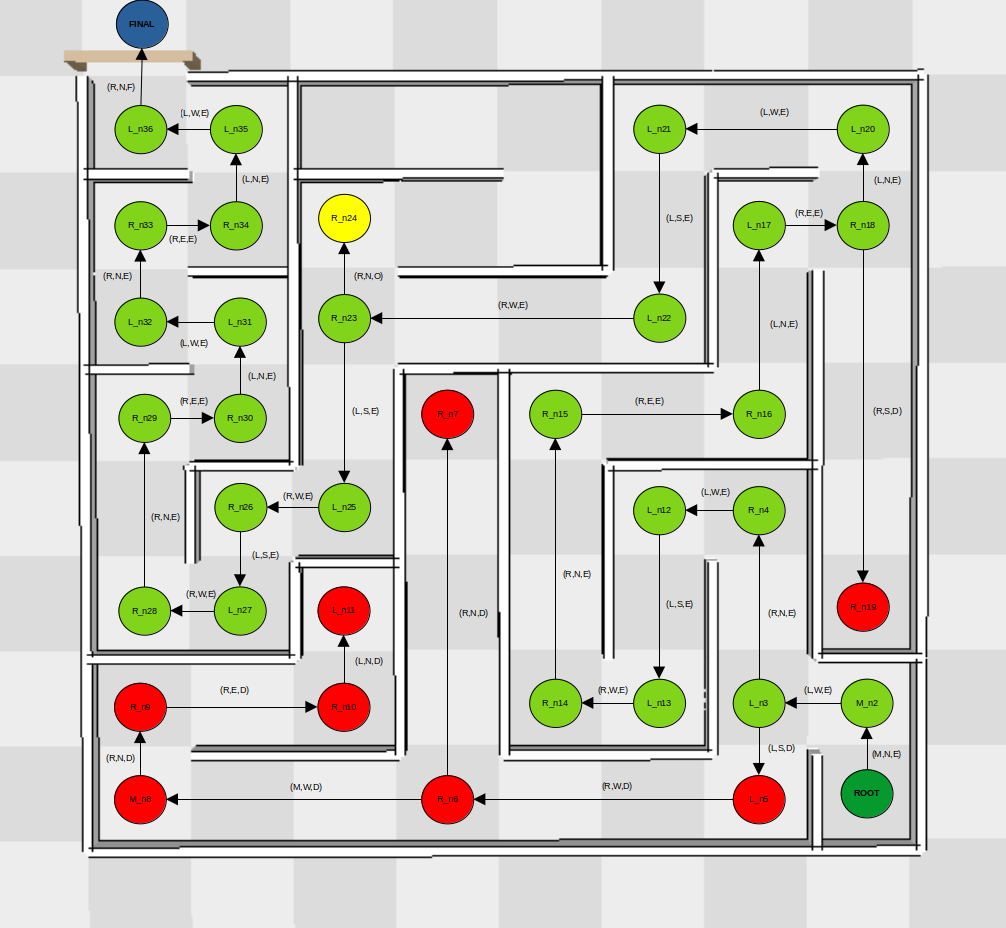 FINAL
(R,N,F)
(L,W,E)
(L,W,E)
L_n36
L_n35
L_n21
L_n20
(L,N,E)
(L,N,E)
R_n33
R_n34
R_n24
(L,S,E)
L_n17
(R,E,E)
R_n18
(R,E,E)
(R,N,E)
(R,N,O)
(R,W,E)
L_n32
L_n31
R_n23
L_n22
(L,N,E)
(L,W,E)
(L,N,E)
R_n29
(R,E,E)
R_n30
(L,S,E)
R_n7
R_n15
(R,E,E)
R_n16
(R,S,D)
(R,N,E)
R_n26
(R,W,E)
L_n25
L_n12
(L,W,E)
R_n4
(L,S,E)
(R,N,E)
(R,W,E)
R_n28
L_n27
L_n11
(R,N,D)
(L,S,E)
(R,N,E)
R_n19
(L,N,D)
(R,E,D)
R_n9
R_n10
R_n14
(R,W,E)
L_n13
L_n3
(L,W,E)
M_n2
(R,N,D)
(L,S,D)
(M,N,E)
M_n8
(M,W,D)
R_n6
(R,W,D)
L_n5
ROOT